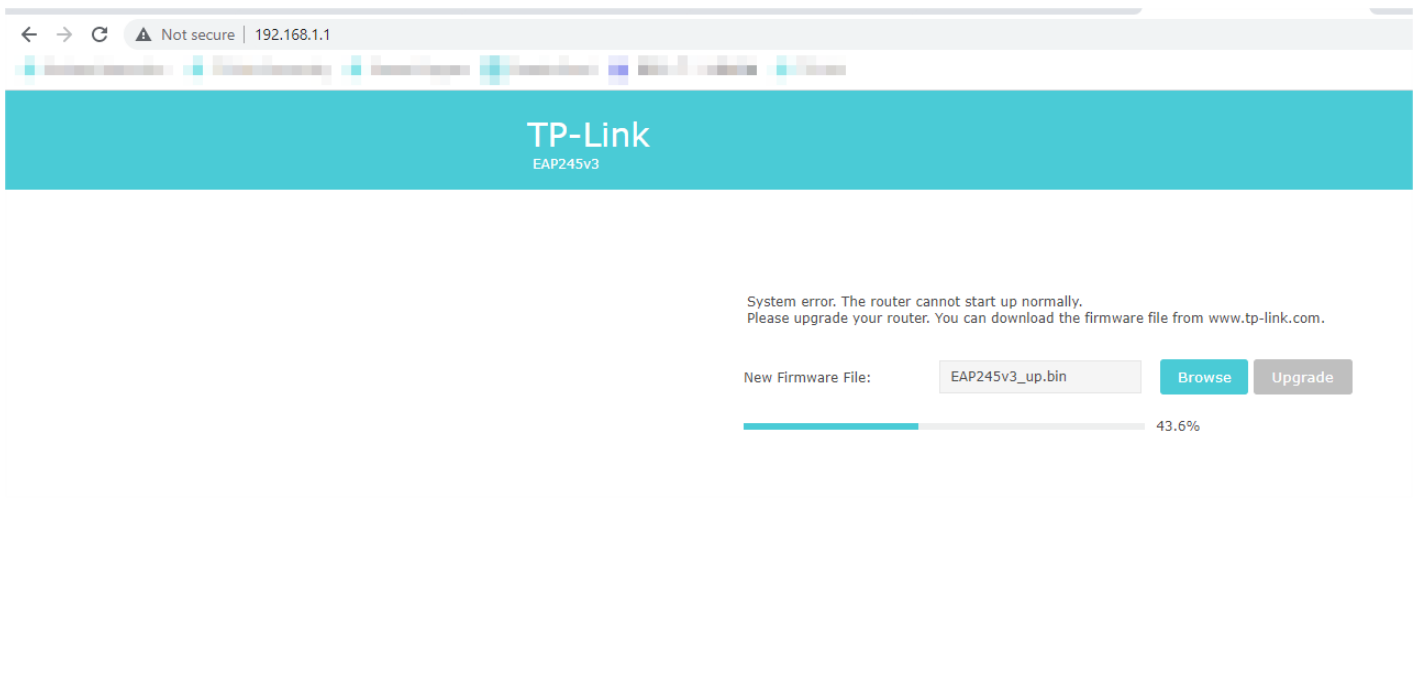 Not secure | 192.168.1.1
TP-Link
EAP245v3
System error. The router cannot start up normally.
Please upgrade your router. You can download the firmware file from www.tp-link.com.
New Firmware File: EAP245v3_up.bin Browse Upgrade
43.6%